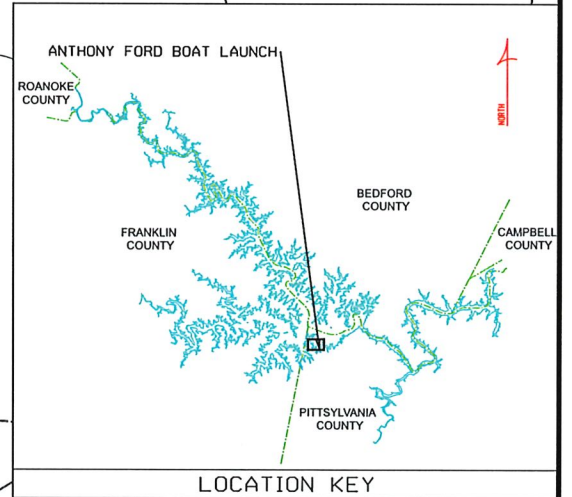 ANTHONY FORD BOAT LAUNCH
ROANOKE
COUNTY
NORTH
BEDFORD
COUNTY
FRANKLIN
COUNTY
CAMPBELL
COUNTY
PITTSYLVANIA
COUNTY
LOCATION KEY